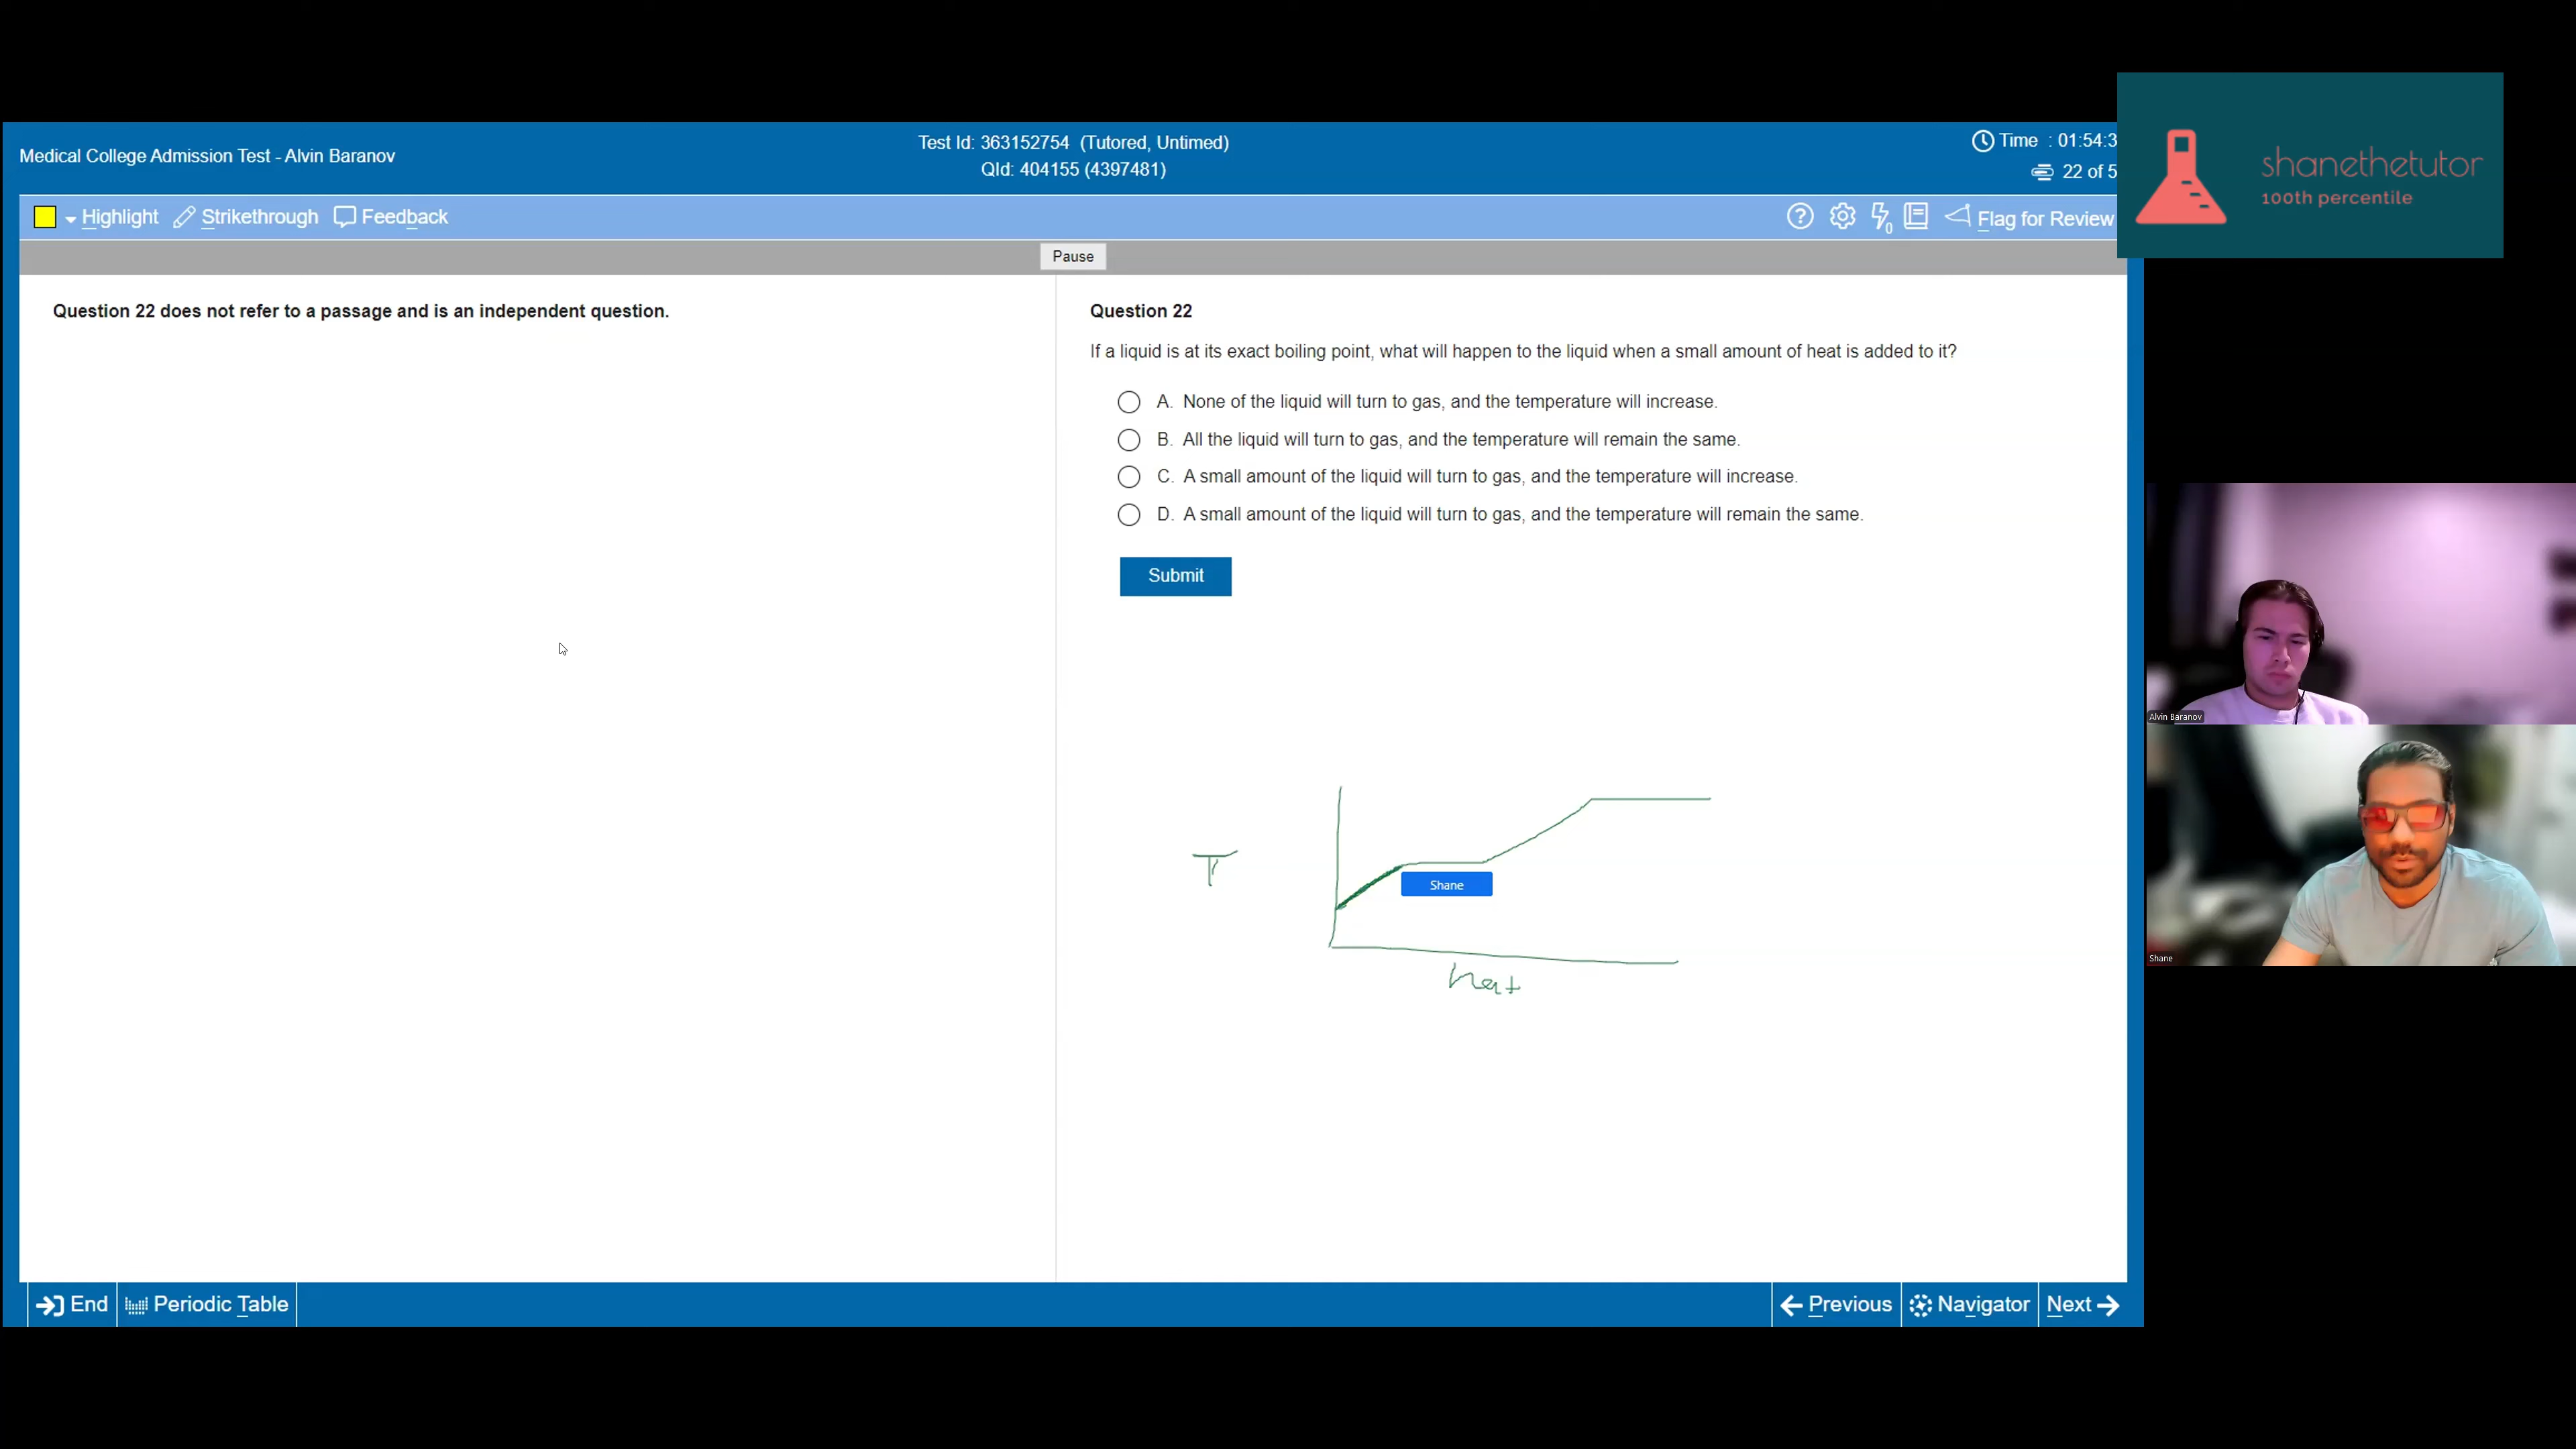 shanethetutor
100th percentile
Medical College Admission Test - Alvin Baranov
Test Id: 363152754 (Tutored, Untimed)
QId: 404155 (4397481)
Time : 01:54:3
22 of 5
Highlight
Strikethrough
Feedback
Flag for Review
Pause
Question 22 does not refer to a passage and is an independent question.
Question 22
If a liquid is at its exact boiling point, what will happen to the liquid when a small amount of heat is added to it?
A. None of the liquid will turn to gas, and the temperature will increase.
B. All the liquid will turn to gas, and the temperature will remain the same.
C. A small amount of the liquid will turn to gas, and the temperature will increase.
D. A small amount of the liquid will turn to gas, and the temperature will remain the same.
Submit
T
Shane
heat
Alvin Baranov
Shane
End
Periodic Table
Previous
Navigator
Next